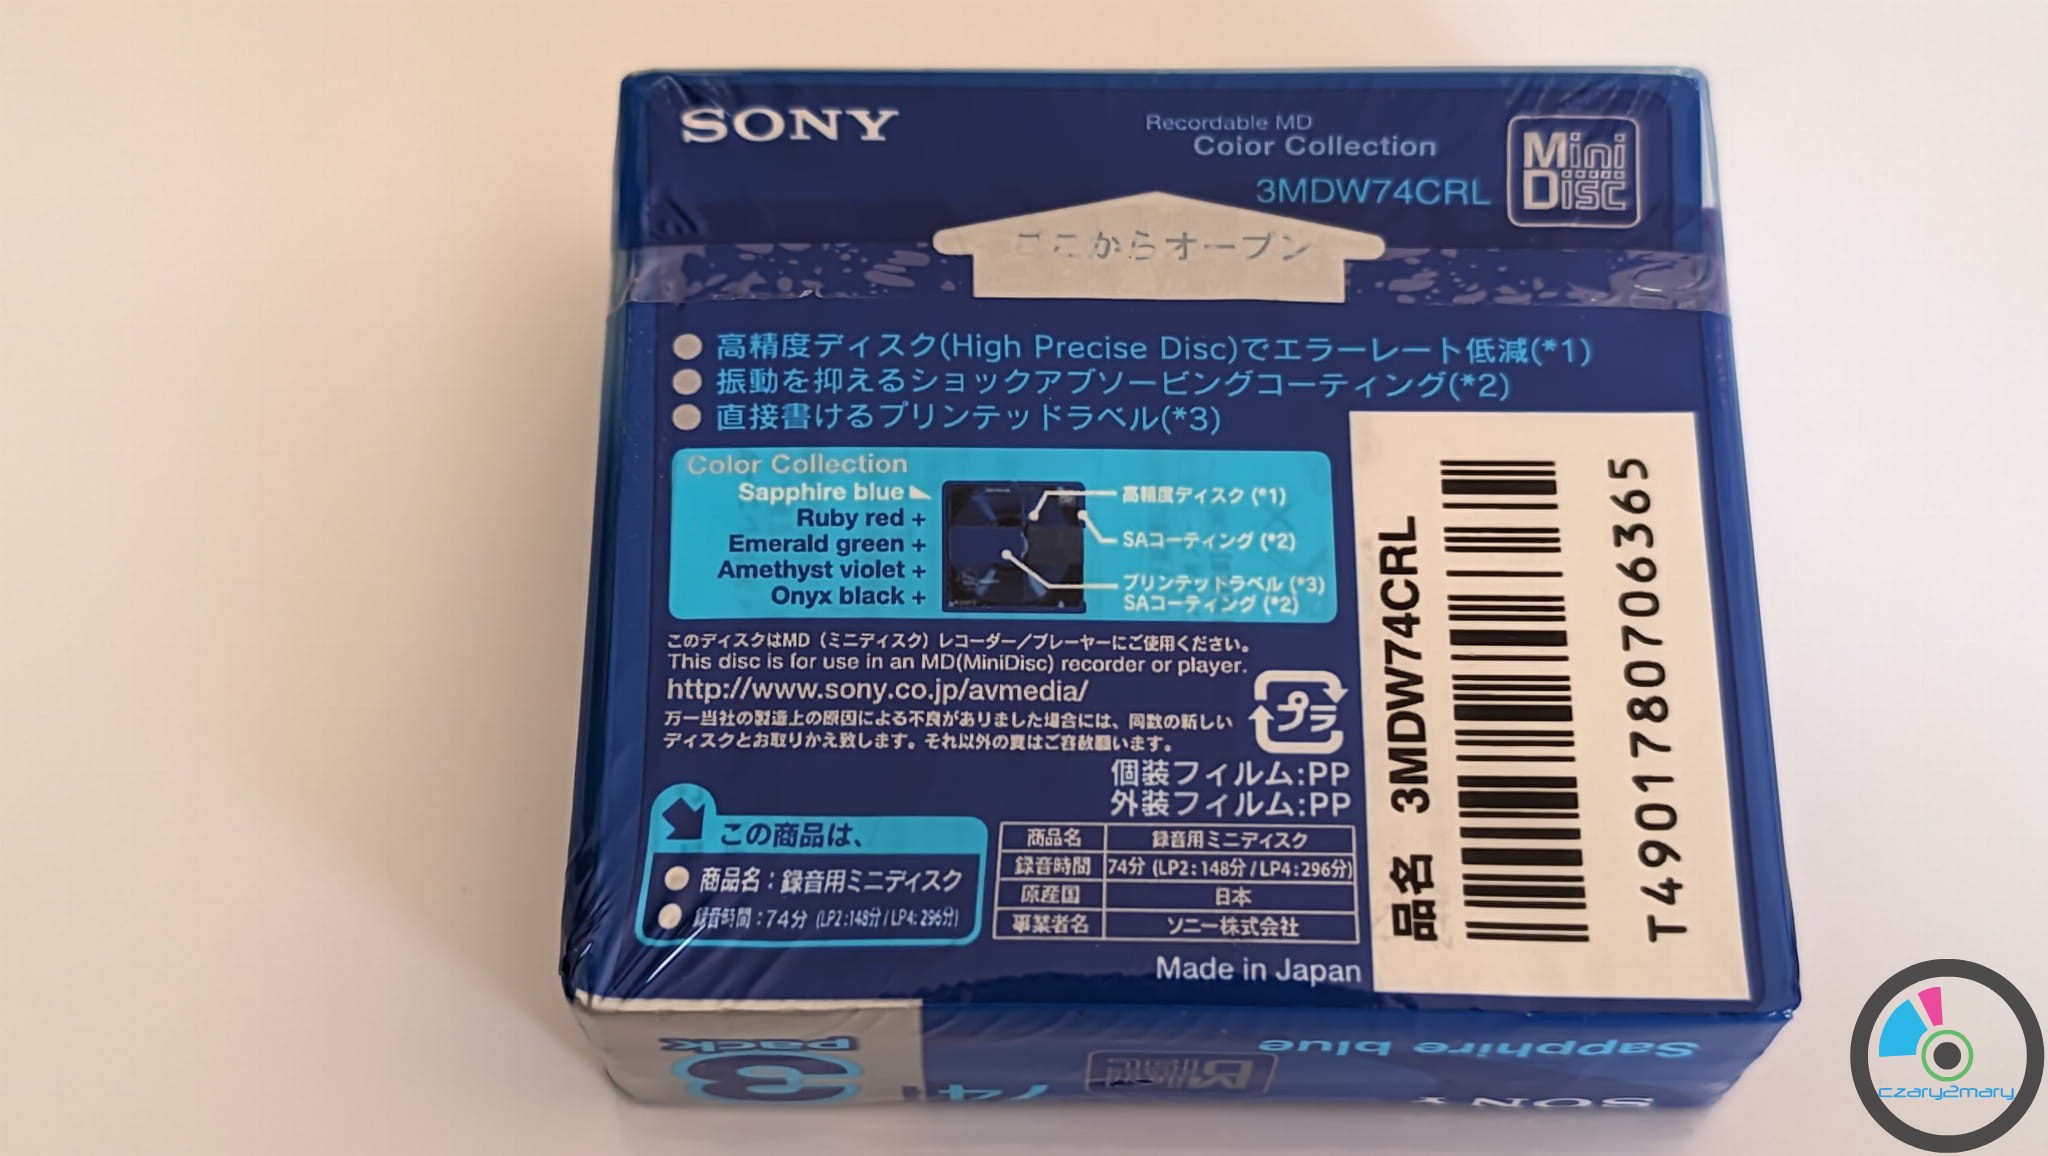 SONY
Recordable MD
Color Collection
3MDW74CRL
Mini
Disc
ここからオープン
高精度ディスク(High Precise Disc)でエラーレート低減(*1)
振動を抑えるショックアブソービングコーティング(*2)
直接書けるプリンテッドラベル(*3)
Color Collection
Sapphire blue
Ruby red +
Emerald green +
Amethyst violet +
Onyx black +
高精度ディスク (*1)
SAコーティング (*2)
プリンテッドラベル (*3)
SAコーティング (*2)
このディスクはMD（ミニディスク）レコーダー／プレーヤーにご使用ください。
This disc is for use in an MD(MiniDisc) recorder or player.
http://www.sony.co.jp/avmedia/
万一当社の製造上の原因による不良がありました場合には、同数の新しい
ディスクとお取りかえ致します。それ以外の責はご容赦願います。
プラ
個装フィルム:PP
外装フィルム:PP
この商品は、
商品名：録音用ミニディスク
録音時間：74分 (LP2:148分/LP4:296分)
商品名 録音用ミニディスク
録音時間 74分 (LP2:148分/LP4:296分)
原産国 日本
事業者名 ソニー株式会社
Made in Japan
品名 3MDW74CRL
T4901780706365
3
pack
74
Mini
Disc
Sapphire blue
SONY
czary2mary